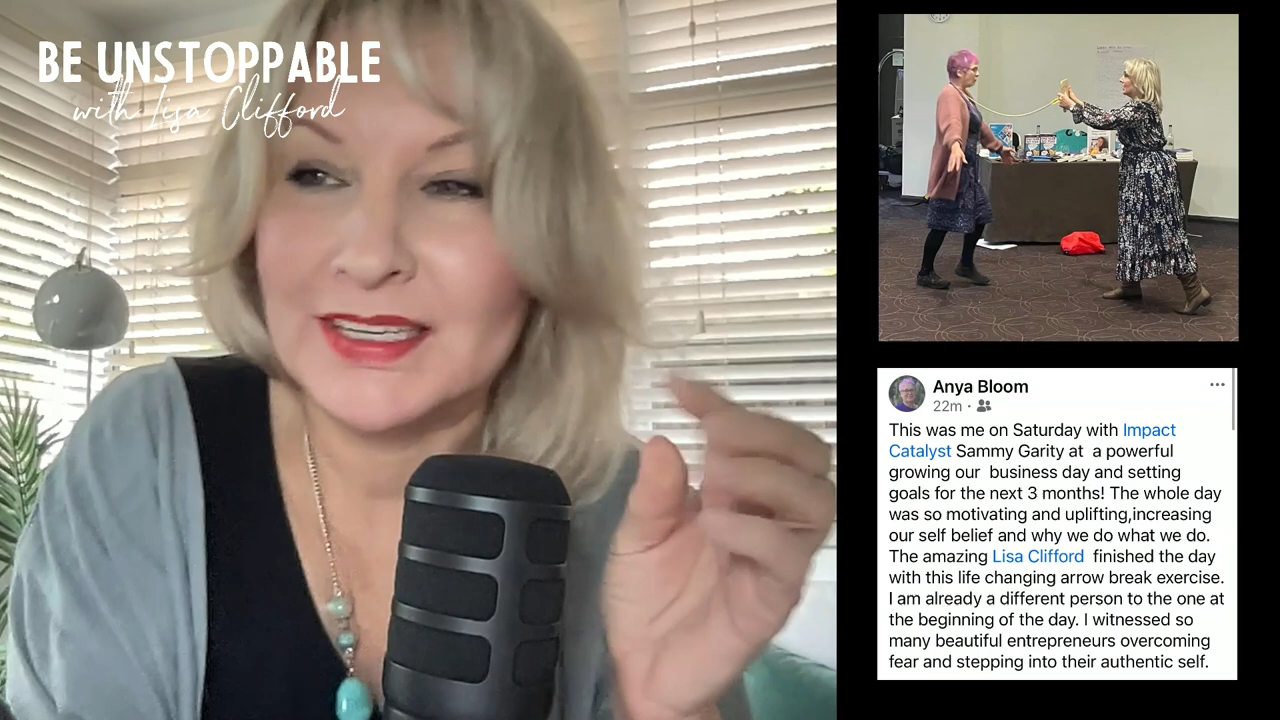 BE UNSTOPPABLE
with Lisa Clifford
Anya Bloom
22m ·
This was me on Saturday with Impact
Catalyst Sammy Garity at a powerful
growing our business day and setting
goals for the next 3 months! The whole day
was so motivating and uplifting,increasing
our self belief and why we do what we do.
The amazing Lisa Clifford finished the day
with this life changing arrow break exercise.
I am already a different person to the one at
the beginning of the day. I witnessed so
many beautiful entrepreneurs overcoming
fear and stepping into their authentic self.